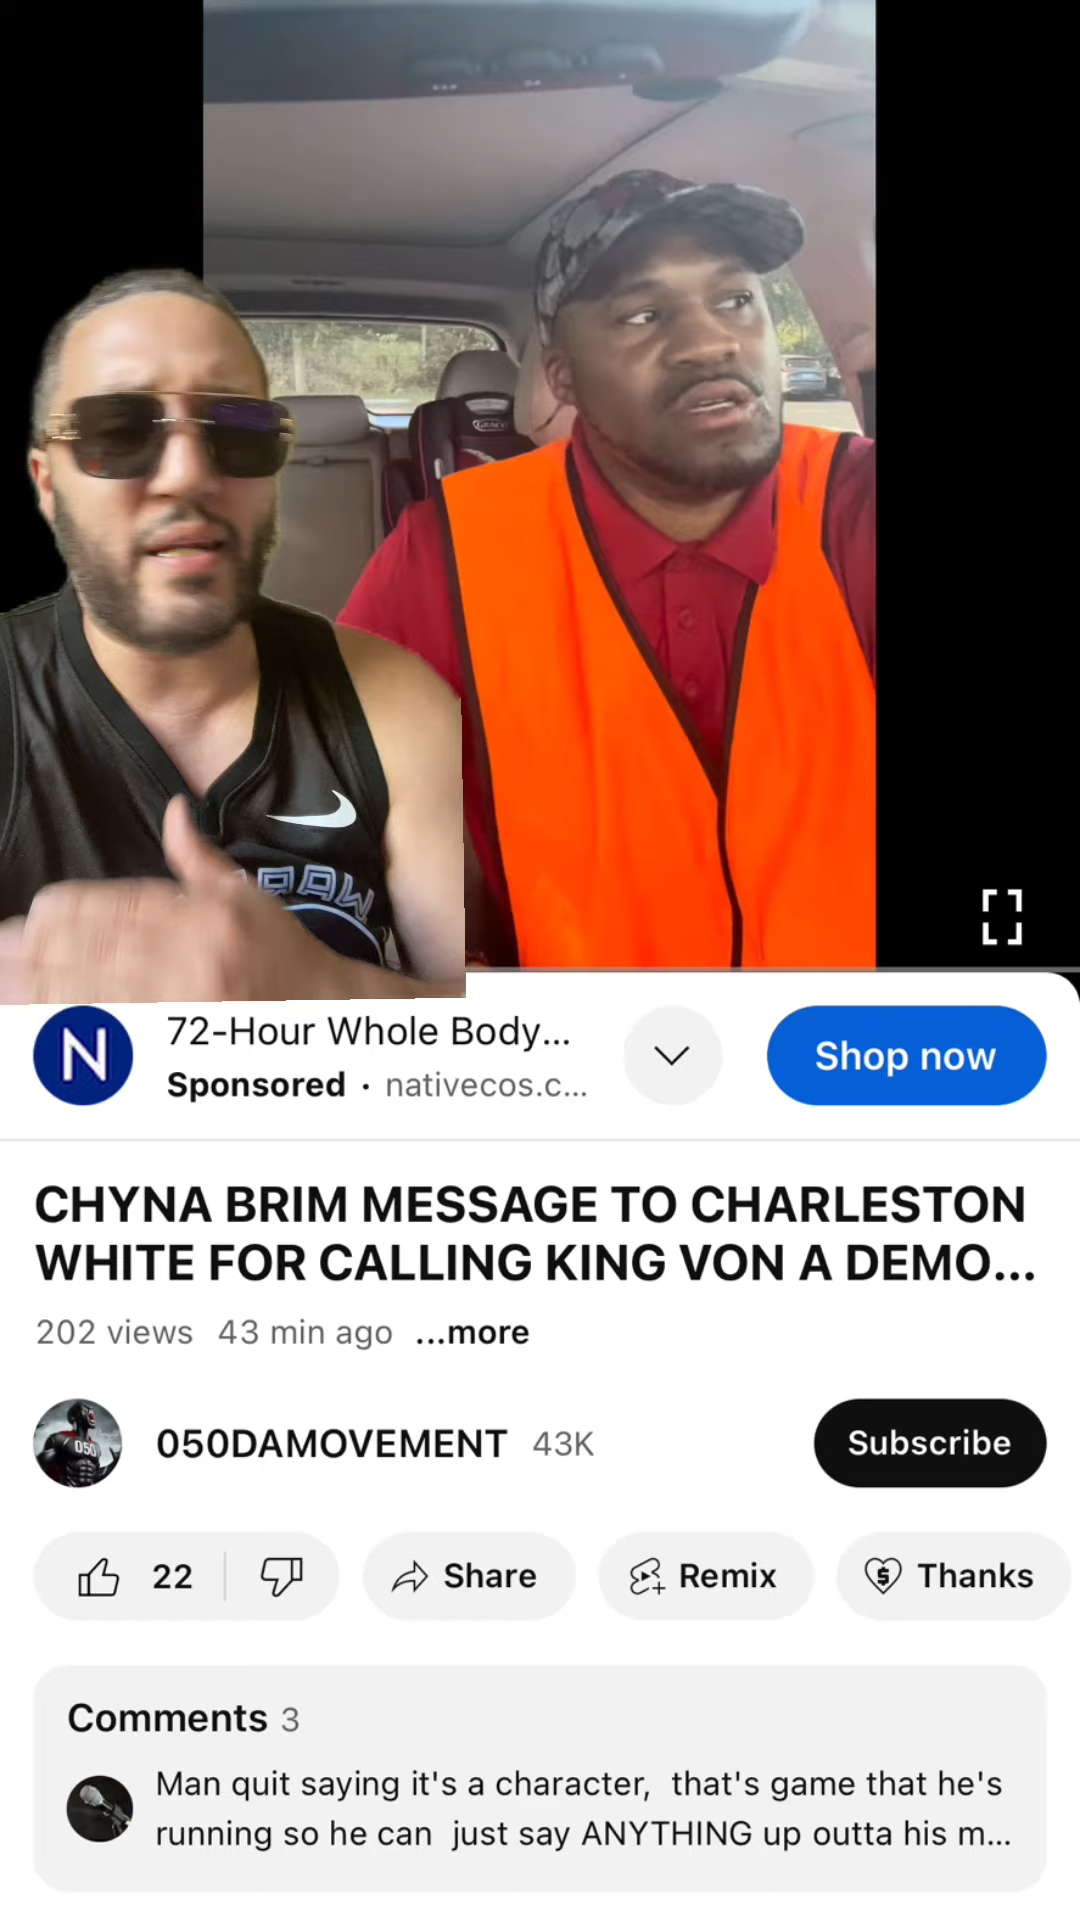 GRACO
N
72-Hour Whole Body...
Shop now
Sponsored · nativecos.c...
CHYNA BRIM MESSAGE TO CHARLESTON
WHITE FOR CALLING KING VON A DEMO...
202 views 43 min ago ...more
050
050DAMOVEMENT 43K
Subscribe
22
Share
Remix
Thanks
Comments 3
Man quit saying it's a character,  that's game that he's
running so he can  just say ANYTHING up outta his m...